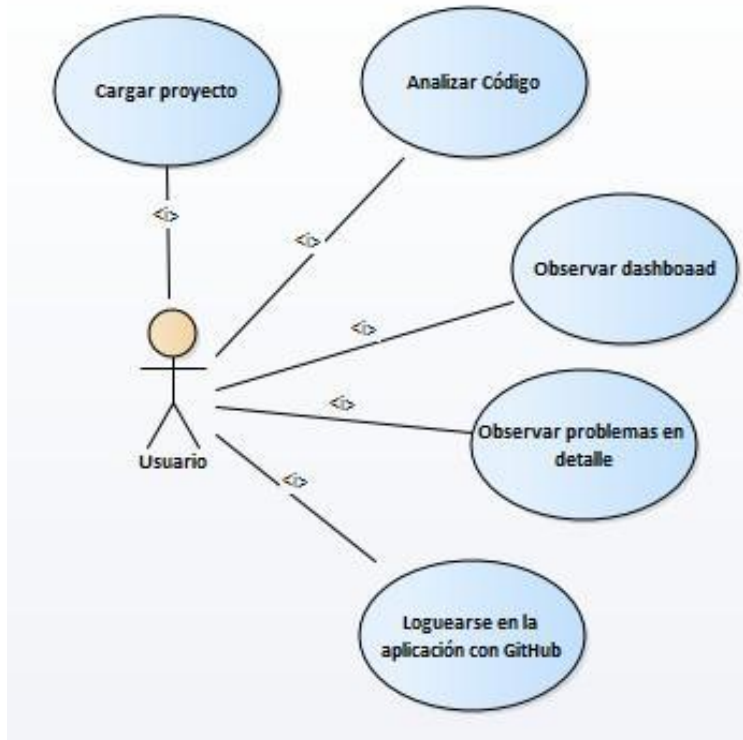 Cargar proyecto
Analizar Código
Observar dashboaad
Observar problemas en
detalle
Usuario
Loguearse en la
aplicación con GitHub